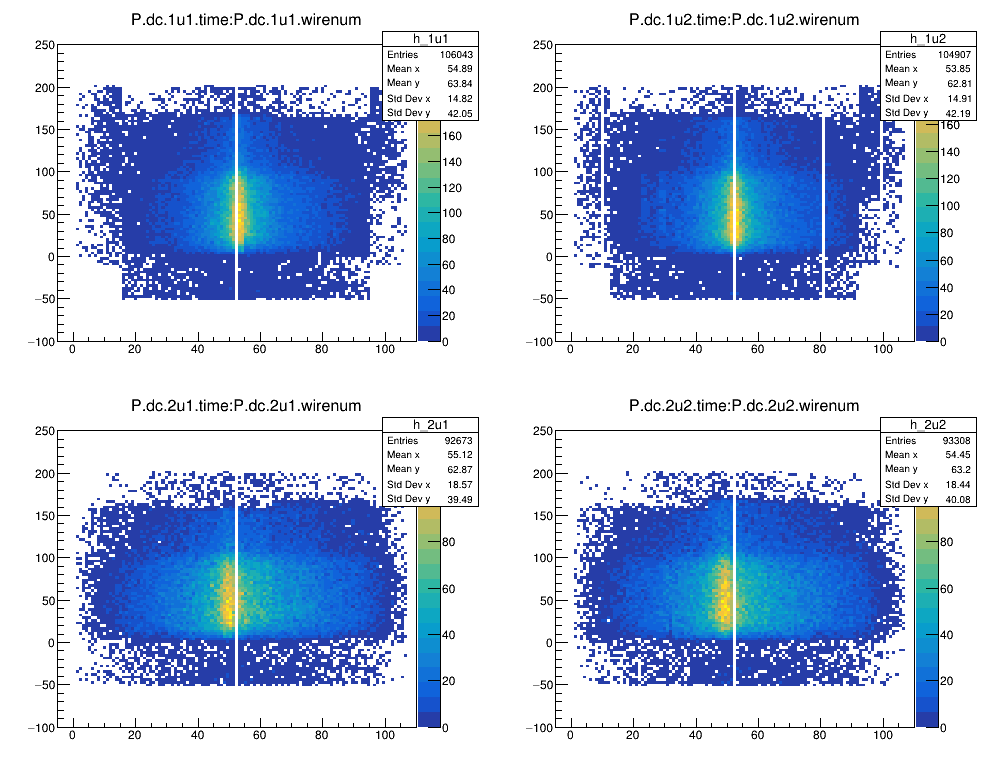 P.dc.1u1.time:P.dc.1u1.wirenum
h_1u1
Entries 106043
Mean x 54.89
Mean y 63.84
Std Dev x 14.82
Std Dev y 42.05
250
200
150
100
50
0
−50
−100
0 20 40 60 80 100
160
140
120
100
80
60
40
20
0
P.dc.1u2.time:P.dc.1u2.wirenum
h_1u2
Entries 104907
Mean x 53.85
Mean y 62.81
Std Dev x 14.91
Std Dev y 42.19
250
200
150
100
50
0
−50
−100
0 20 40 60 80 100
160
140
120
100
80
60
40
20
0
P.dc.2u1.time:P.dc.2u1.wirenum
h_2u1
Entries 92673
Mean x 55.12
Mean y 62.87
Std Dev x 18.57
Std Dev y 39.49
250
200
150
100
50
0
−50
−100
0 20 40 60 80 100
80
60
40
20
0
P.dc.2u2.time:P.dc.2u2.wirenum
h_2u2
Entries 93308
Mean x 54.45
Mean y 63.2
Std Dev x 18.44
Std Dev y 40.08
250
200
150
100
50
0
−50
−100
0 20 40 60 80 100
80
60
40
20
0